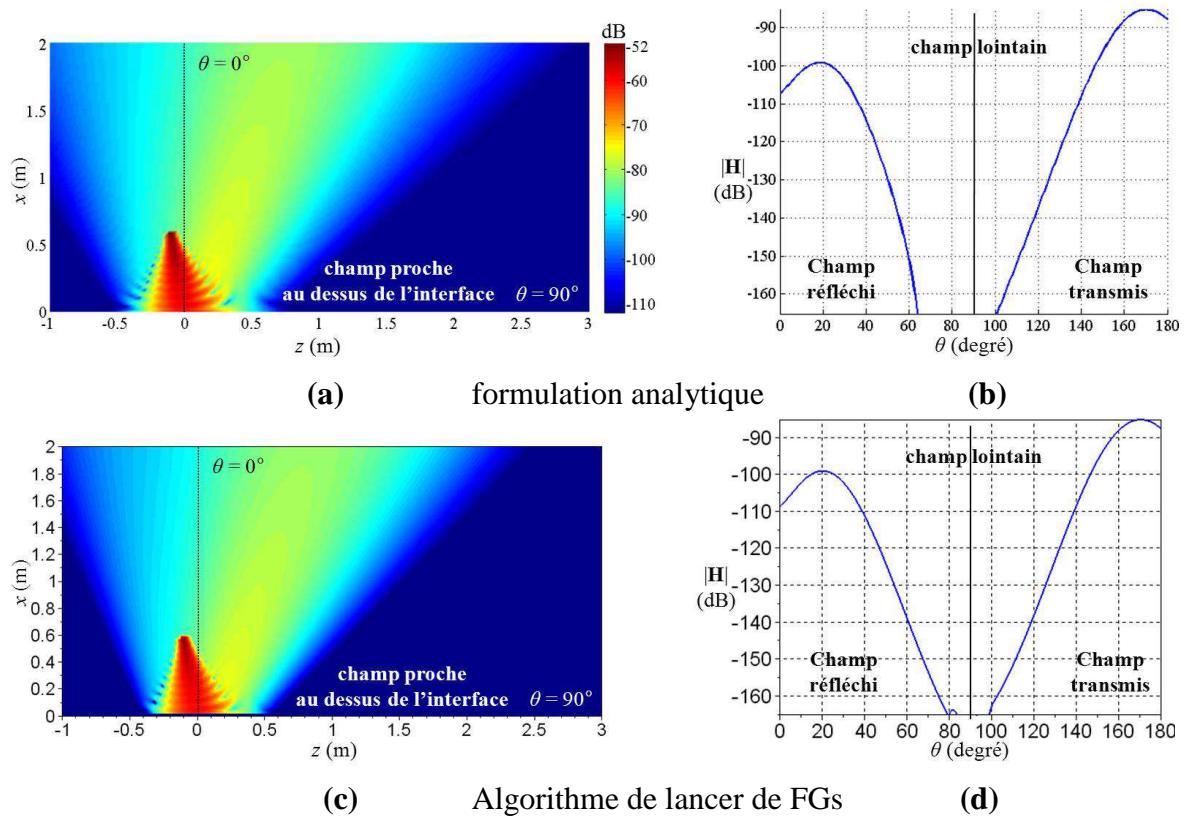 (a)
dB
-52
-60
-70
-80
-90
-100
-110
θ = 0°
champ proche
au dessus de l'interface θ = 90°
x (m)
2
1.5
1
0.5
0
-1 -0.5 0 0.5 1 1.5 2 2.5 3
z (m)
(b)
champ lointain
|H|
(dB)
-90
-100
-110
-120
-130
-140
-150
-160
Champ
réfléchi
Champ
transmis
0 20 40 60 80 100 120 140 160 180
θ (degré)
(a) formulation analytique (b)
θ = 0°
champ proche
au dessus de l'interface θ = 90°
x (m)
2
1.8
1.6
1.4
1.2
1
0.8
0.6
0.4
0.2
0
-1 -0.5 0 0.5 1 1.5 2 2.5 3
z (m)
champ lointain
|H|
(dB)
-90
-100
-110
-120
-130
-140
-150
-160
Champ
réfléchi
Champ
transmis
0 20 40 60 80 100 120 140 160 180
θ (degré)
(c) Algorithme de lancer de FGs (d)